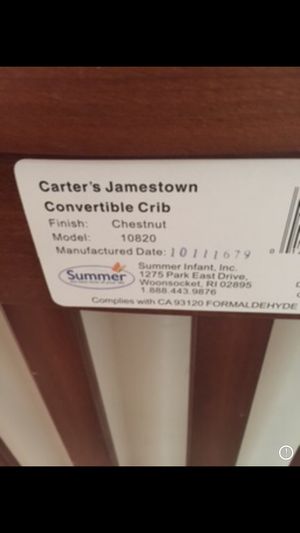 Carter's Jamestown
Convertible Crib
Finish: Chestnut
Model: 10820
Manufactured Date: 10111679
Summer
Summer Infant, Inc.
1275 Park East Drive,
Woonsocket, RI 02895
1.888.443.9876
Complies with CA 93120 FORMALDEHYDE